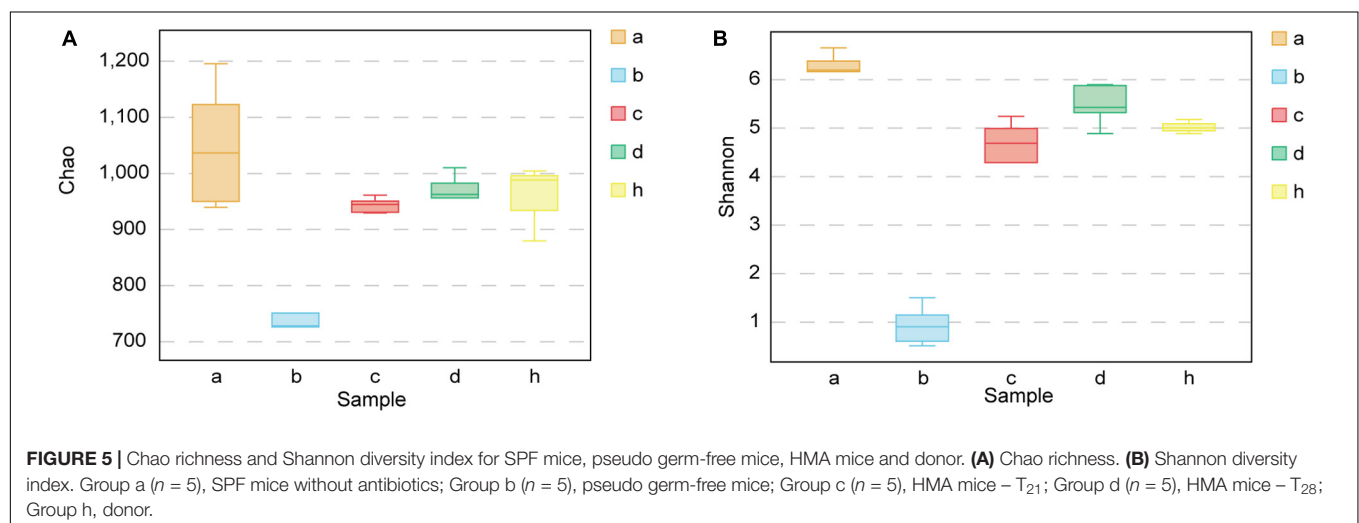 A
1,200
1,100
1,000
900
800
700
Chao
a
b
c
d
h
Sample
a
b
c
d
h
B
6
5
4
3
2
1
Shannon
a
b
c
d
h
Sample
a
b
c
d
h
FIGURE 5 | Chao richness and Shannon diversity index for SPF mice, pseudo germ-free mice, HMA mice and donor. (A) Chao richness. (B) Shannon diversity
index. Group a (n = 5), SPF mice without antibiotics; Group b (n = 5), pseudo germ-free mice; Group c (n = 5), HMA mice – T21; Group d (n = 5), HMA mice – T28;
Group h, donor.